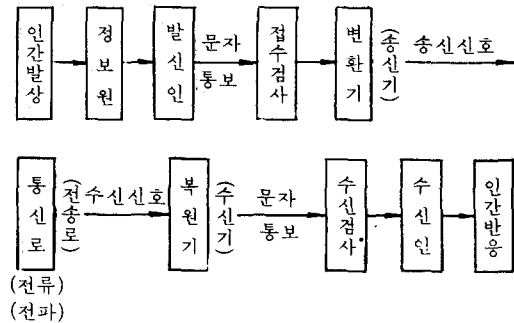 인간발상
정보원
발신인
문자
통보
접수검사
변환기
(송신기)
송신신호
통신로
(전송로)
수신신호
복원기
(수신기)
문자
통보
수신검사
수신인
인간반응
(전류)
(전파)